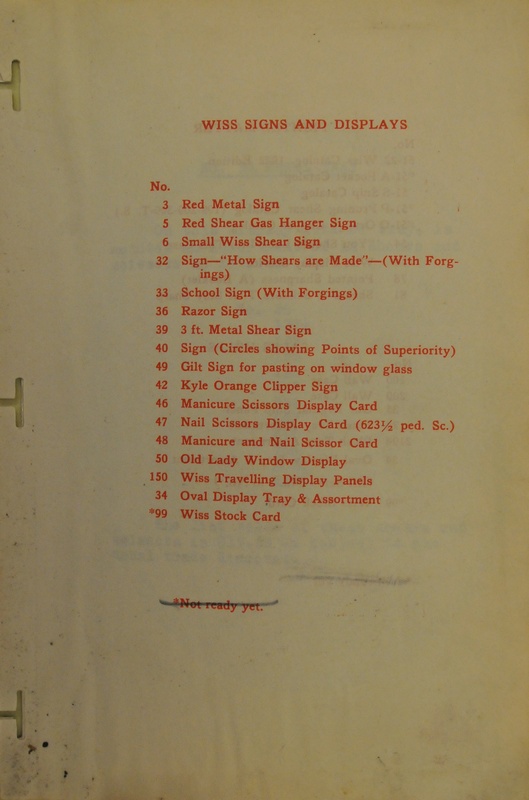 WISS SIGNS AND DISPLAYS
No.
3 Red Metal Sign
5 Red Shear Gas Hanger Sign
6 Small Wiss Shear Sign
32 Sign—"How Shears are Made"—(With Forg-
ings)
33 School Sign (With Forgings)
36 Razor Sign
39 3 ft. Metal Shear Sign
40 Sign (Circles showing Points of Superiority)
49 Gilt Sign for pasting on window glass
42 Kyle Orange Clipper Sign
46 Manicure Scissors Display Card
47 Nail Scissors Display Card (623½ ped. Sc.)
48 Manicure and Nail Scissor Card
50 Old Lady Window Display
150 Wiss Travelling Display Panels
34 Oval Display Tray & Assortment
*99 Wiss Stock Card
*Not ready yet.